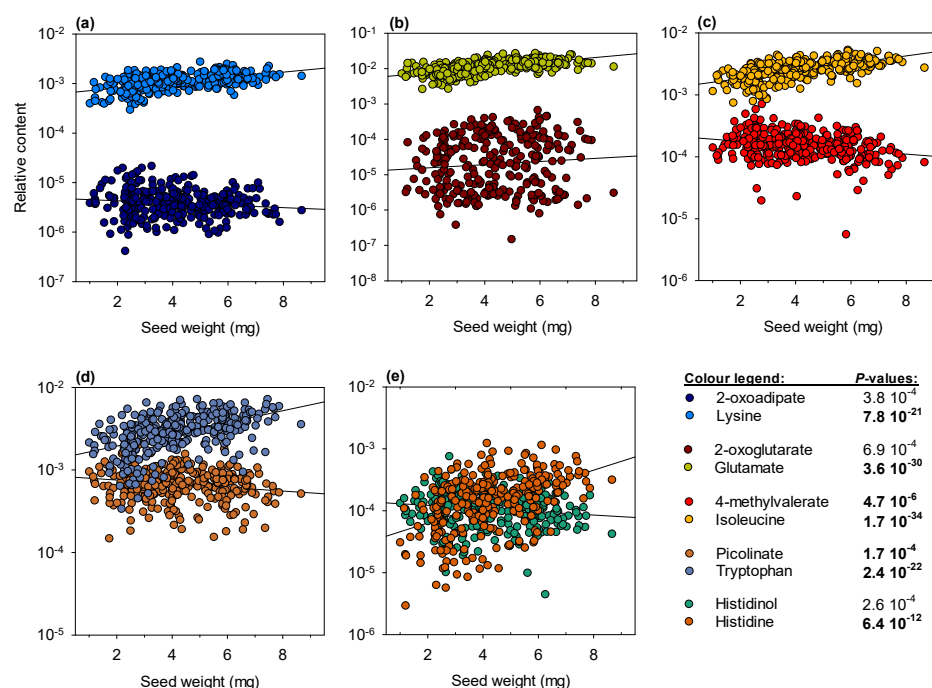 (a)
(b)
(c)
10⁻²
10⁻³
10⁻⁴
10⁻⁵
10⁻⁶
10⁻⁷
Relative content
2 4 6 8
Seed weight (mg)
10⁻¹
10⁻²
10⁻³
10⁻⁴
10⁻⁵
10⁻⁶
10⁻⁷
10⁻⁸
2 4 6 8
Seed weight (mg)
10⁻²
10⁻³
10⁻⁴
10⁻⁵
10⁻⁶
2 4 6 8
Seed weight (mg)
(d)
(e)
10⁻²
10⁻³
10⁻⁴
10⁻⁵
2 4 6 8
Seed weight (mg)
10⁻²
10⁻³
10⁻⁴
10⁻⁵
10⁻⁶
2 4 6 8
Seed weight (mg)
Colour legend: P-values:
2-oxoadipate 3.8 10⁻⁴
Lysine 7.8 10⁻²¹
2-oxoglutarate 6.9 10⁻⁴
Glutamate 3.6 10⁻³⁰
4-methylvalerate 4.7 10⁻⁶
Isoleucine 1.7 10⁻³⁴
Picolinate 1.7 10⁻⁴
Tryptophan 2.4 10⁻²²
Histidinol 2.6 10⁻⁴
Histidine 6.4 10⁻¹²